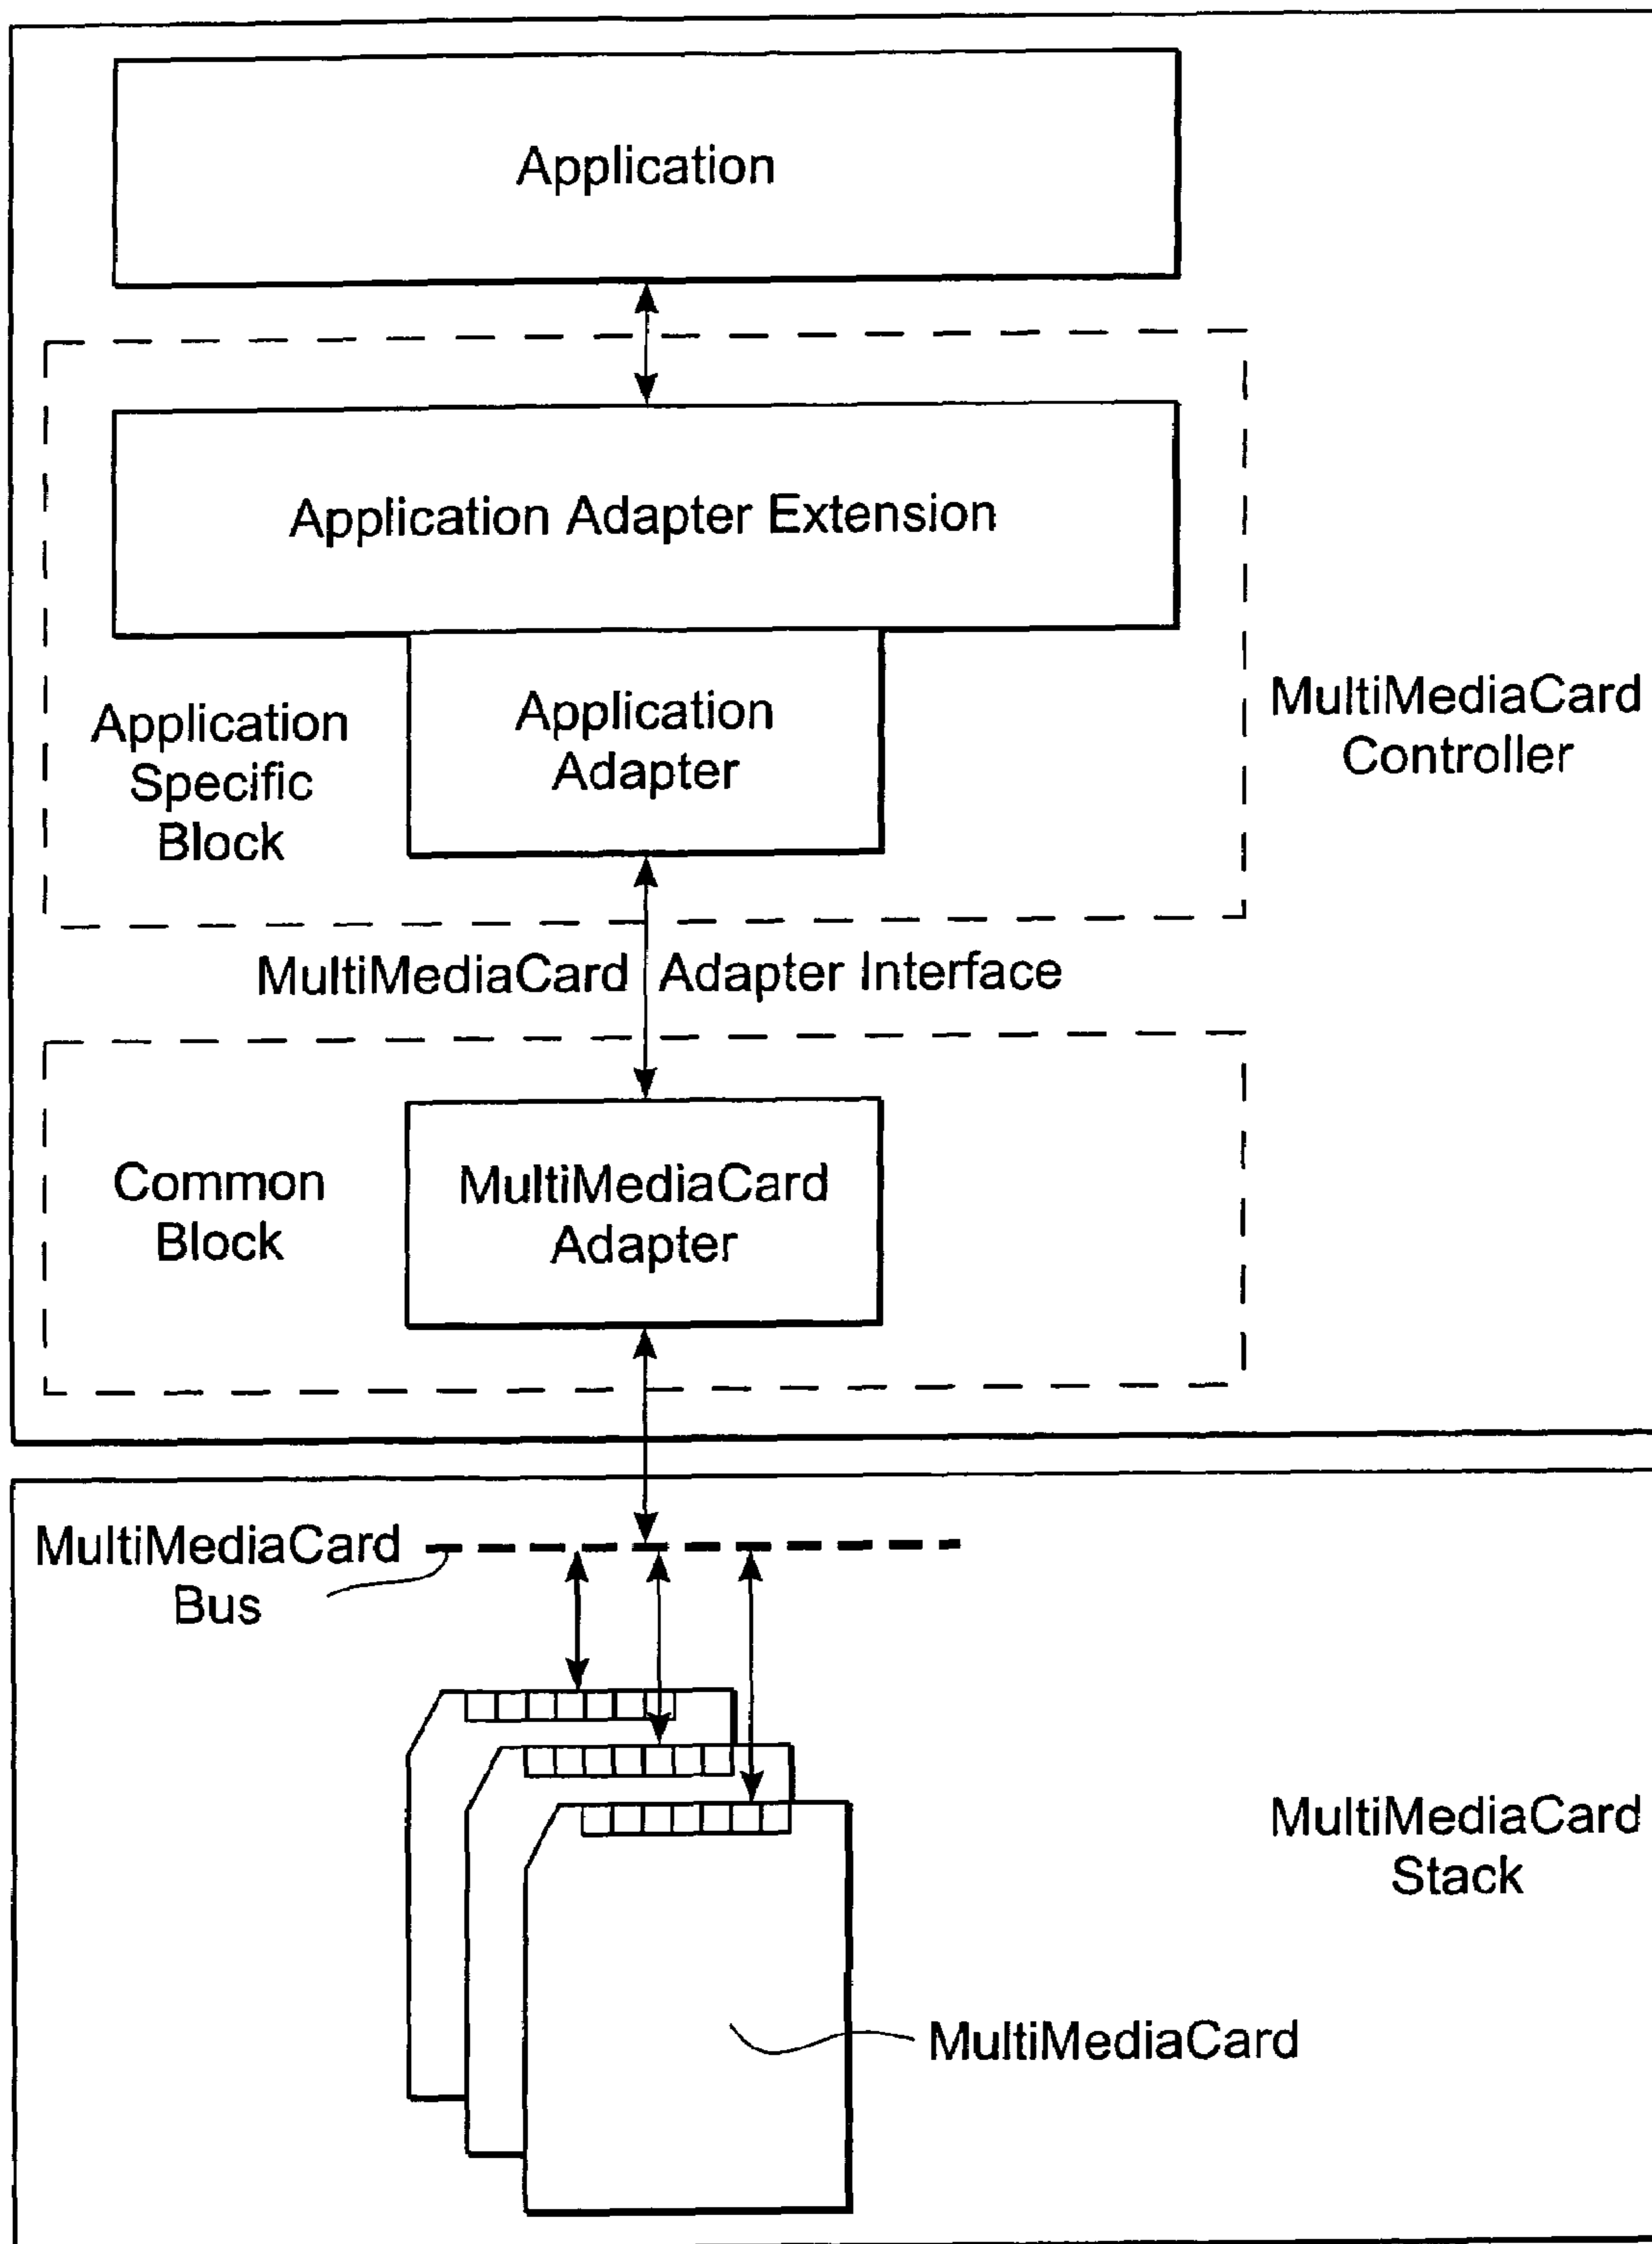 Application
Application Adapter Extension
Application
Specific
Block
Application
Adapter
MultiMediaCard
Controller
MultiMediaCard Adapter Interface
Common
Block
MultiMediaCard
Adapter
MultiMediaCard
Bus
MultiMediaCard
Stack
MultiMediaCard